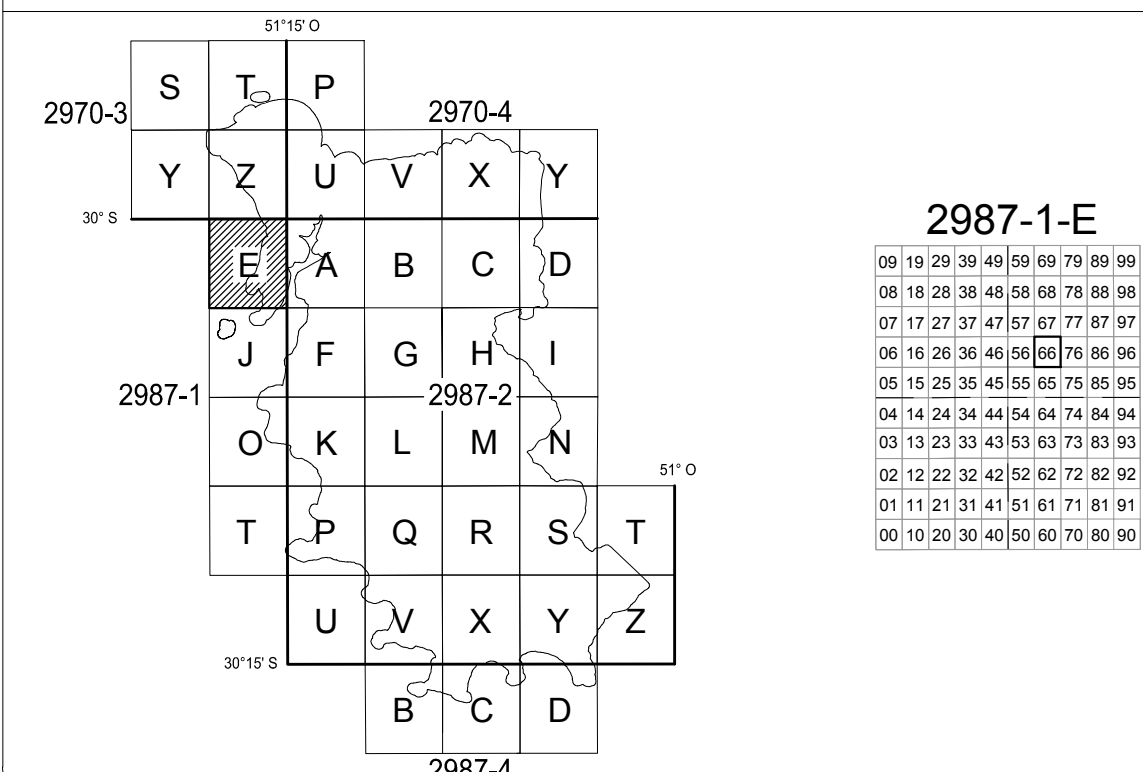 51°15' O
S T P
2970-3 2970-4
Y Z U V X Y
30° S
E A B C D
J F G H I
2987-1 2987-2
O K L M N
51° O
T P Q R S T
U V X Y Z
30°15' S
B C D
2987-4
2987-1-E
09 19 29 39 49 59 69 79 89 99
08 18 28 38 48 58 68 78 88 98
07 17 27 37 47 57 67 77 87 97
06 16 26 36 46 56 66 76 86 96
05 15 25 35 45 55 65 75 85 95
04 14 24 34 44 54 64 74 84 94
03 13 23 33 43 53 63 73 83 93
02 12 22 32 42 52 62 72 82 92
01 11 21 31 41 51 61 71 81 91
00 10 20 30 40 50 60 70 80 90